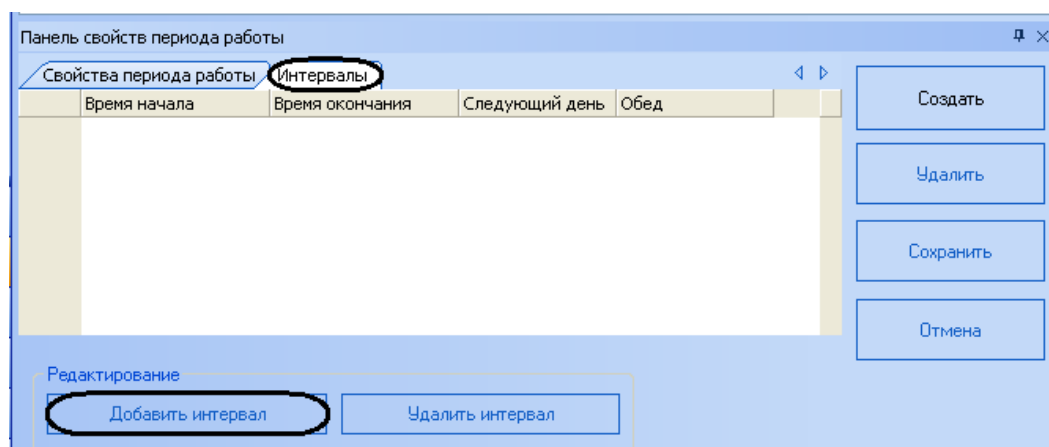 Панель свойств периода работы
Свойства периода работы Интервалы
Время начала Время окончания Следующий день Обед
Создать
Удалить
Сохранить
Отмена
Редактирование
Добавить интервал Удалить интервал